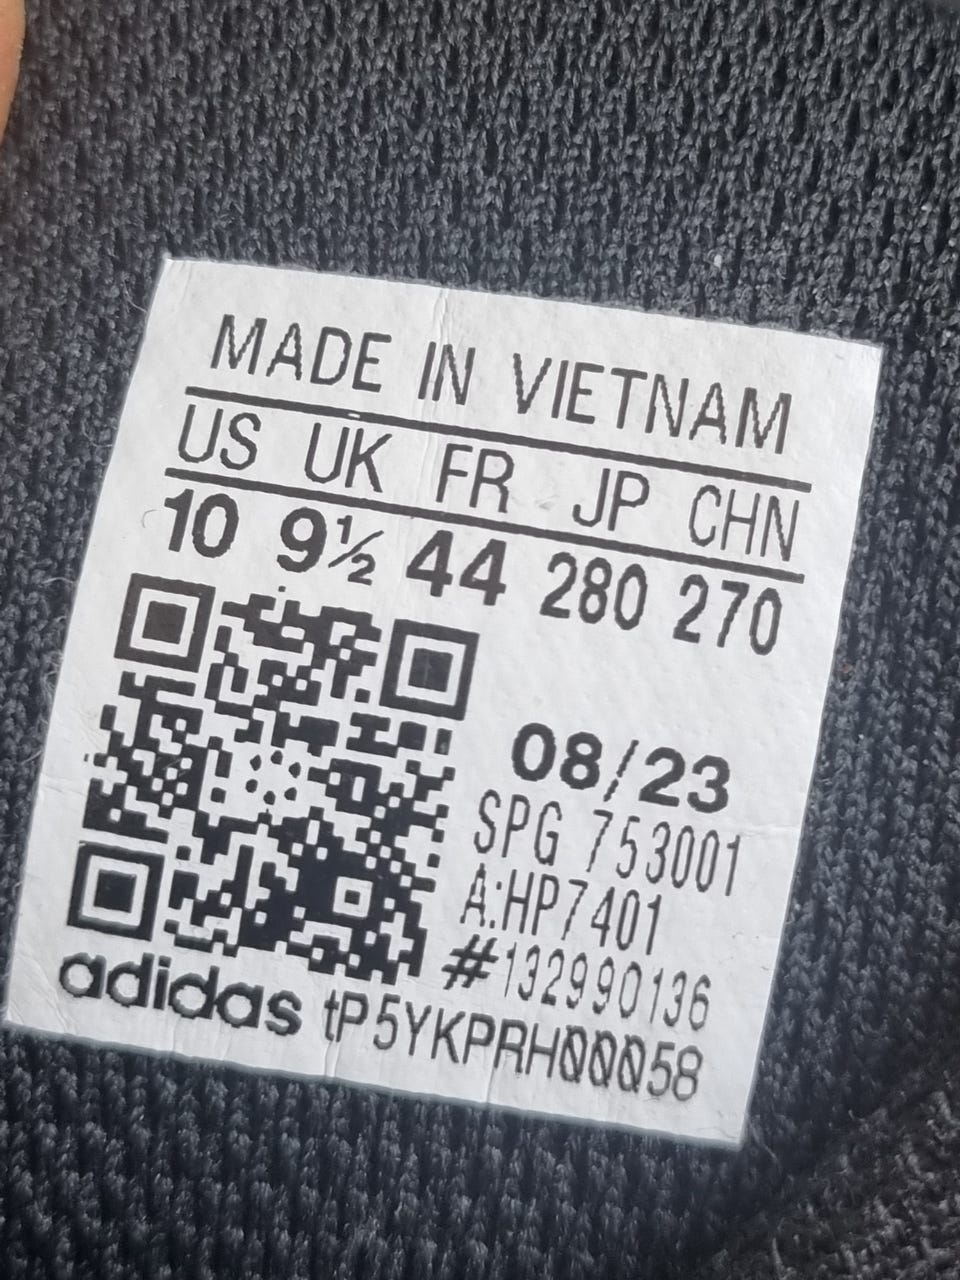 MADE IN VIETNAM
US UK FR JP CHN
10 9½ 44 280 270
08/23
SPG 753001
A:HP7401
#132990136
adidas tP5YKPRH00058